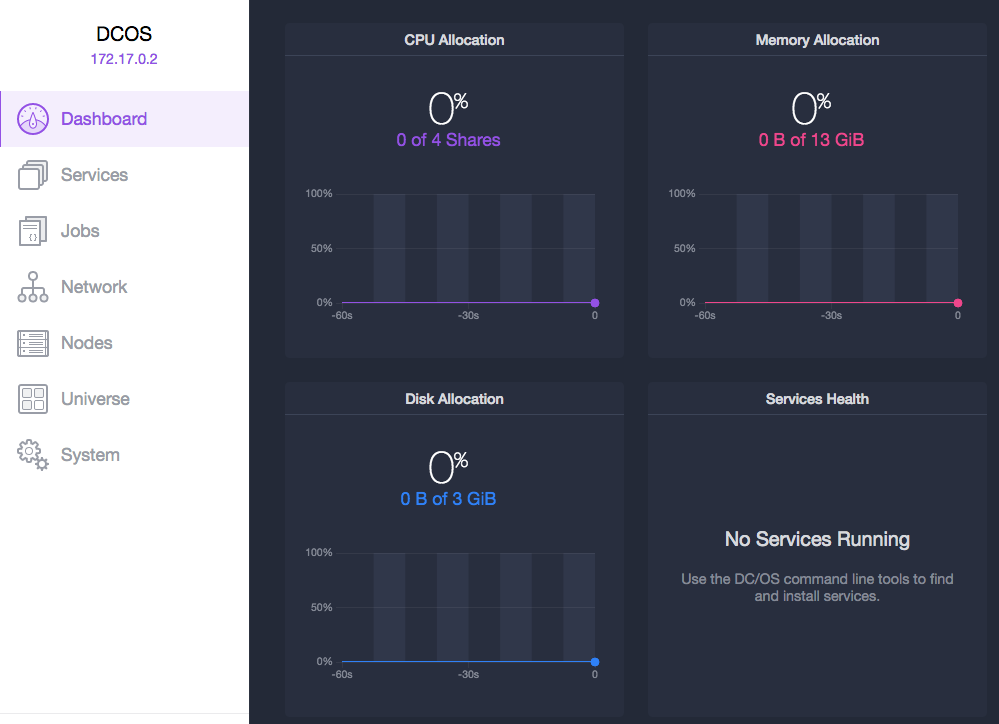 DCOS
172.17.0.2
Dashboard
Services
Jobs
{}
Network
Nodes
Universe
System
CPU Allocation
0%
0 of 4 Shares
100%
50%
0%
-60s -30s 0
Memory Allocation
0%
0 B of 13 GiB
100%
50%
0%
-60s -30s 0
Disk Allocation
0%
0 B of 3 GiB
100%
50%
0%
-60s -30s 0
Services Health
No Services Running
Use the DC/OS command line tools to find
and install services.